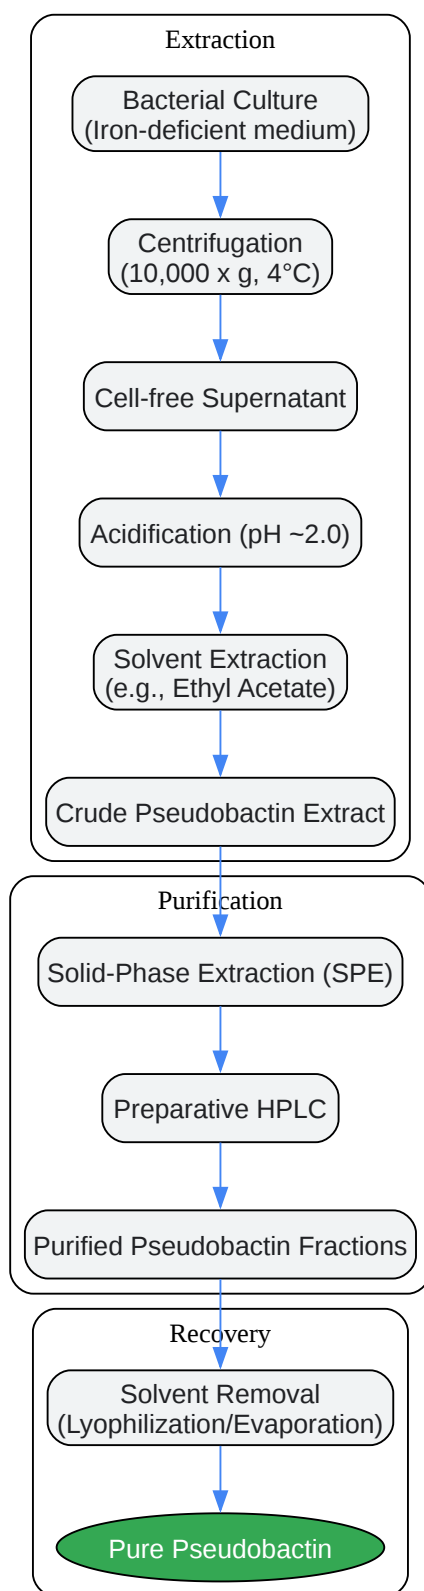 Extraction
Bacterial Culture
(Iron-deficient medium)
Centrifugation
(10,000 x g, 4°C)
Cell-free Supernatant
Acidification (pH ~2.0)
Solvent Extraction
(e.g., Ethyl Acetate)
Crude Pseudobactin Extract
Purification
Solid-Phase Extraction (SPE)
Preparative HPLC
Purified Pseudobactin Fractions
Recovery
Solvent Removal
(Lyophilization/Evaporation)
Pure Pseudobactin